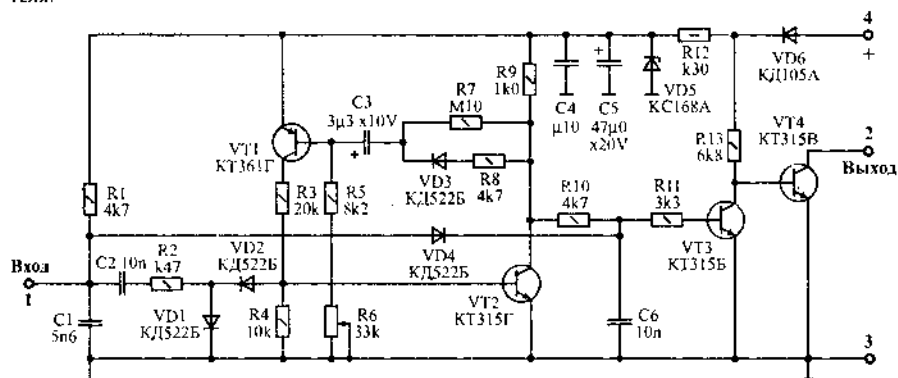 теля.
4
+
R12
k30
VD6
КД105А
R9
1k0
R7
M10
C3
3µ3 x10V
C4
µ10
C5
47µ0
x20V
+
VD5
КС168А
VT1
КТ361Г
+
R13
6k8
VT4
КТ315В
2
Выход
VD3
КД522Б
R8
4k7
R1
4k7
R3
20k
R5
8k2
R10
4k7
R11
3k3
VT3
КТ315Б
Вход
1
C2 10n
R2
k47
VD2
КД522Б
VD4
КД522Б
VT2
КТ315Г
C1
5n6
VD1
КД522Б
R4
10k
R6
33k
C6
10n
3